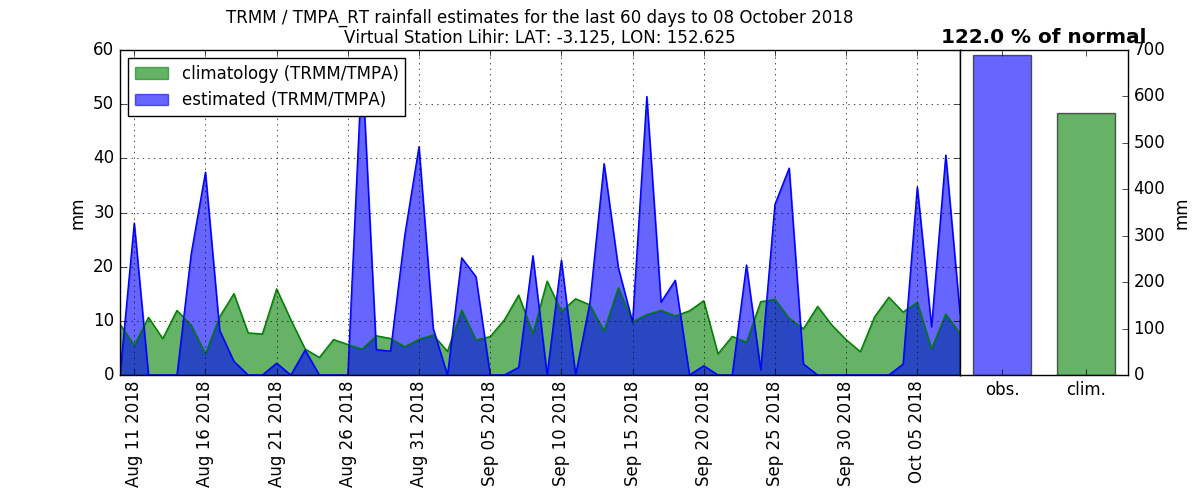 TRMM / TMPA_RT rainfall estimates for the last 60 days to 08 October 2018
Virtual Station Lihir: LAT: -3.125, LON: 152.625
122.0 % of normal
climatology (TRMM/TMPA)
estimated (TRMM/TMPA)
60
50
40
30
20
10
0
mm
Aug 11 2018
Aug 16 2018
Aug 21 2018
Aug 26 2018
Aug 31 2018
Sep 05 2018
Sep 10 2018
Sep 15 2018
Sep 20 2018
Sep 25 2018
Sep 30 2018
Oct 05 2018
700
600
500
400
300
200
100
0
mm
obs.
clim.